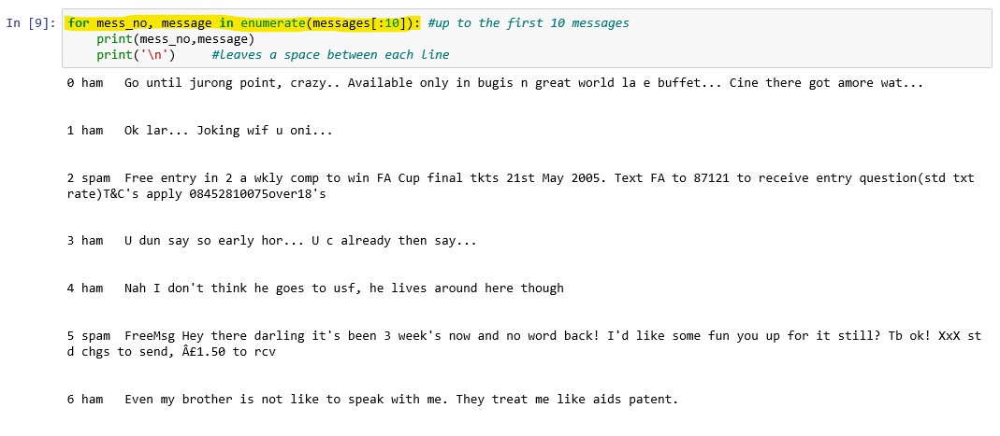 In [9]: for mess_no, message in enumerate(messages[:10]): #up to the first 10 messages
print(mess_no,message)
print('\n') #leaves a space between each line
0 ham Go until jurong point, crazy.. Available only in bugis n great world la e buffet... Cine there got amore wat...
1 ham Ok lar... Joking wif u oni...
2 spam Free entry in 2 a wkly comp to win FA Cup final tkts 21st May 2005. Text FA to 87121 to receive entry question(std txt
rate)T&C's apply 08452810075over18's
3 ham U dun say so early hor... U c already then say...
4 ham Nah I don't think he goes to usf, he lives around here though
5 spam FreeMsg Hey there darling it's been 3 week's now and no word back! I'd like some fun you up for it still? Tb ok! XxX st
d chgs to send, Â£1.50 to rcv
6 ham Even my brother is not like to speak with me. They treat me like aids patent.